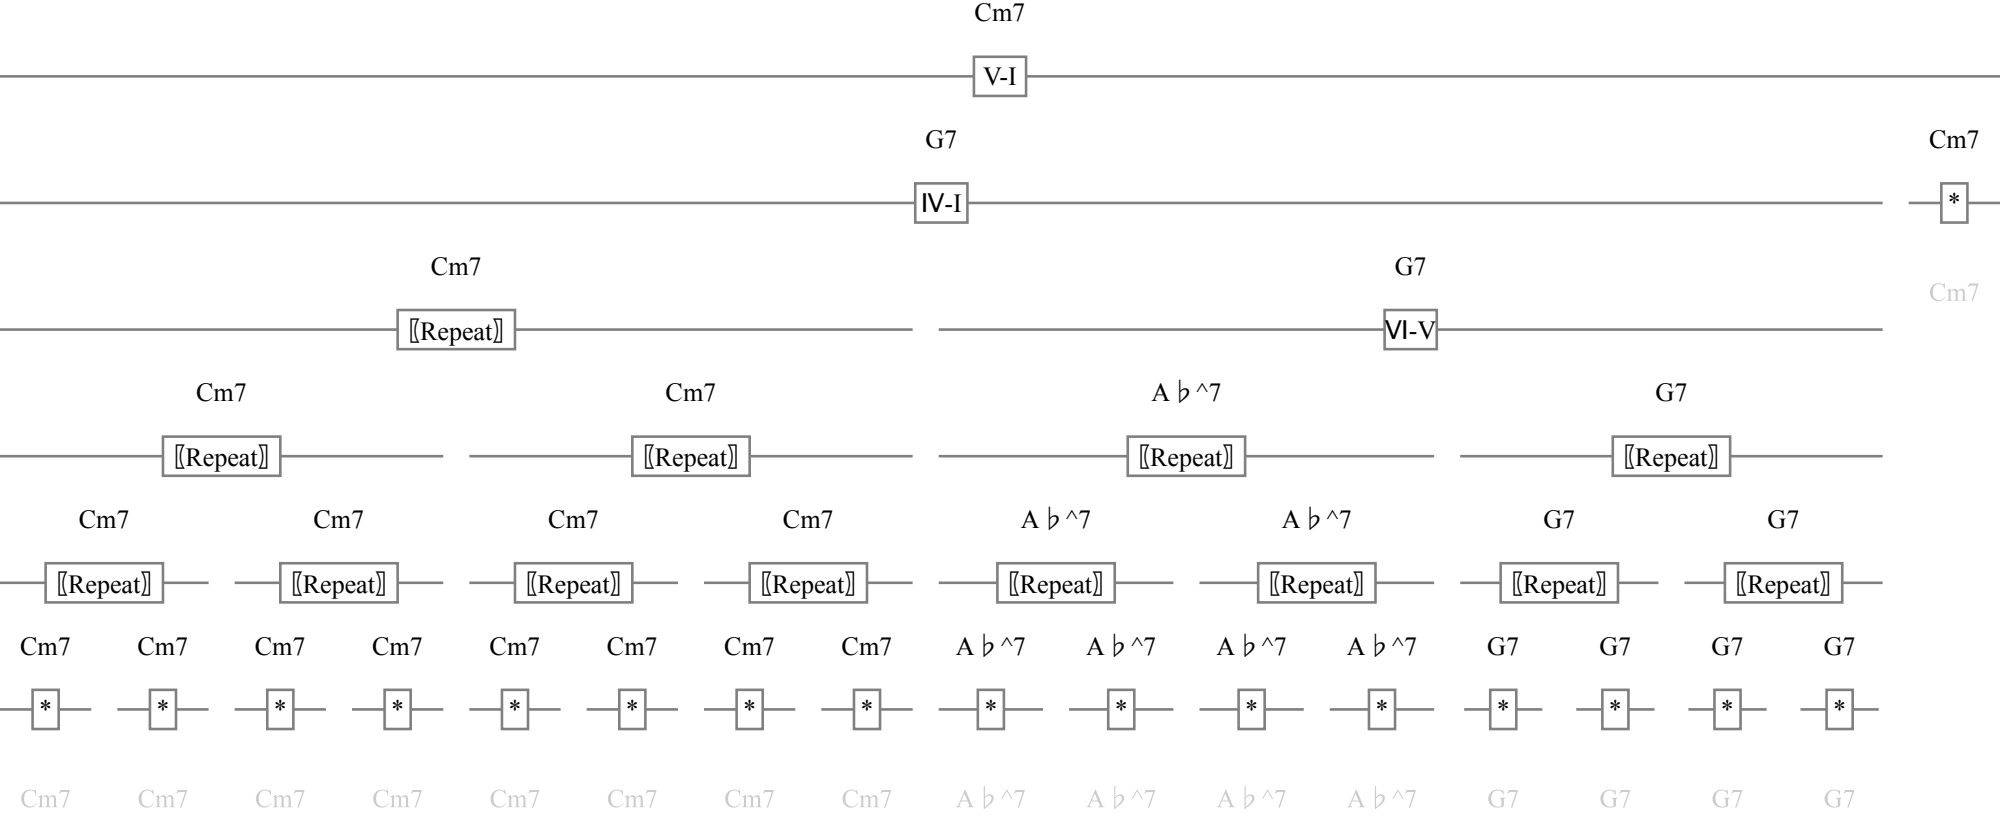 Cm7
V-I
G7 Cm7
Ⅳ-I *
Cm7 G7 Cm7
⟦Repeat⟧ Ⅵ-V
Cm7 Cm7 A♭^7 G7
⟦Repeat⟧ ⟦Repeat⟧ ⟦Repeat⟧ ⟦Repeat⟧
Cm7 Cm7 Cm7 Cm7 A♭^7 A♭^7 G7 G7
⟦Repeat⟧ ⟦Repeat⟧ ⟦Repeat⟧ ⟦Repeat⟧ ⟦Repeat⟧ ⟦Repeat⟧ ⟦Repeat⟧ ⟦Repeat⟧
Cm7 Cm7 Cm7 Cm7 Cm7 Cm7 Cm7 Cm7 A♭^7 A♭^7 A♭^7 A♭^7 G7 G7 G7 G7
* * * * * * * * * * * * * * * *
Cm7 Cm7 Cm7 Cm7 Cm7 Cm7 Cm7 Cm7 A♭^7 A♭^7 A♭^7 A♭^7 G7 G7 G7 G7